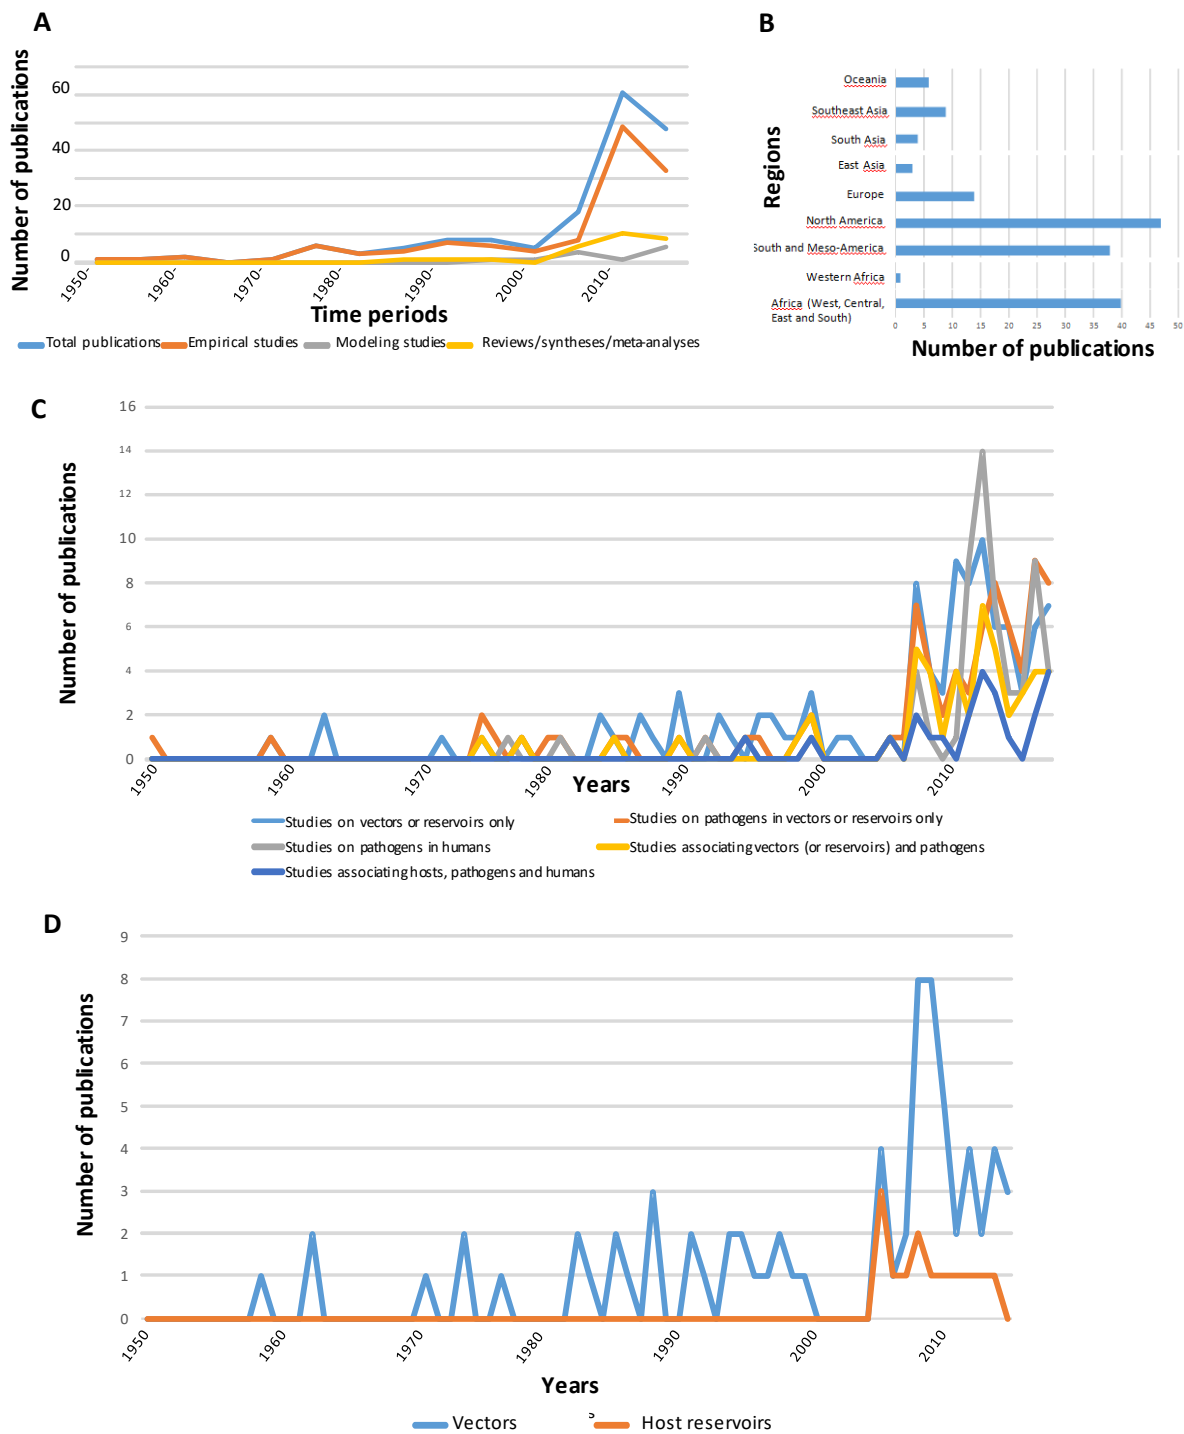 A
Number of publications
60
40
20
0
1950-
1960-
1970-
1980-
1990-
2000-
2010-
Time periods
Total publications
Empirical studies
Modeling studies
Reviews/syntheses/meta-analyses
B
Regions
Oceania
Southeast Asia
South Asia
East Asia
Europe
North America
South and Meso-America
Western Africa
Africa (West, Central,
East and South)
0 5 10 15 20 25 30 35 40 45 50
Number of publications
C
Number of publications
16
14
12
10
8
6
4
2
0
1950
1960
1970
1980
1990
2000
2010
Years
Studies on vectors or reservoirs only
Studies on pathogens in vectors or reservoirs only
Studies on pathogens in humans
Studies associating vectors (or reservoirs) and pathogens
Studies associating hosts, pathogens and humans
D
Number of publications
9
8
7
6
5
4
3
2
1
0
1950
1960
1970
1980
1990
2000
2010
Years
Vectors
Host reservoirs